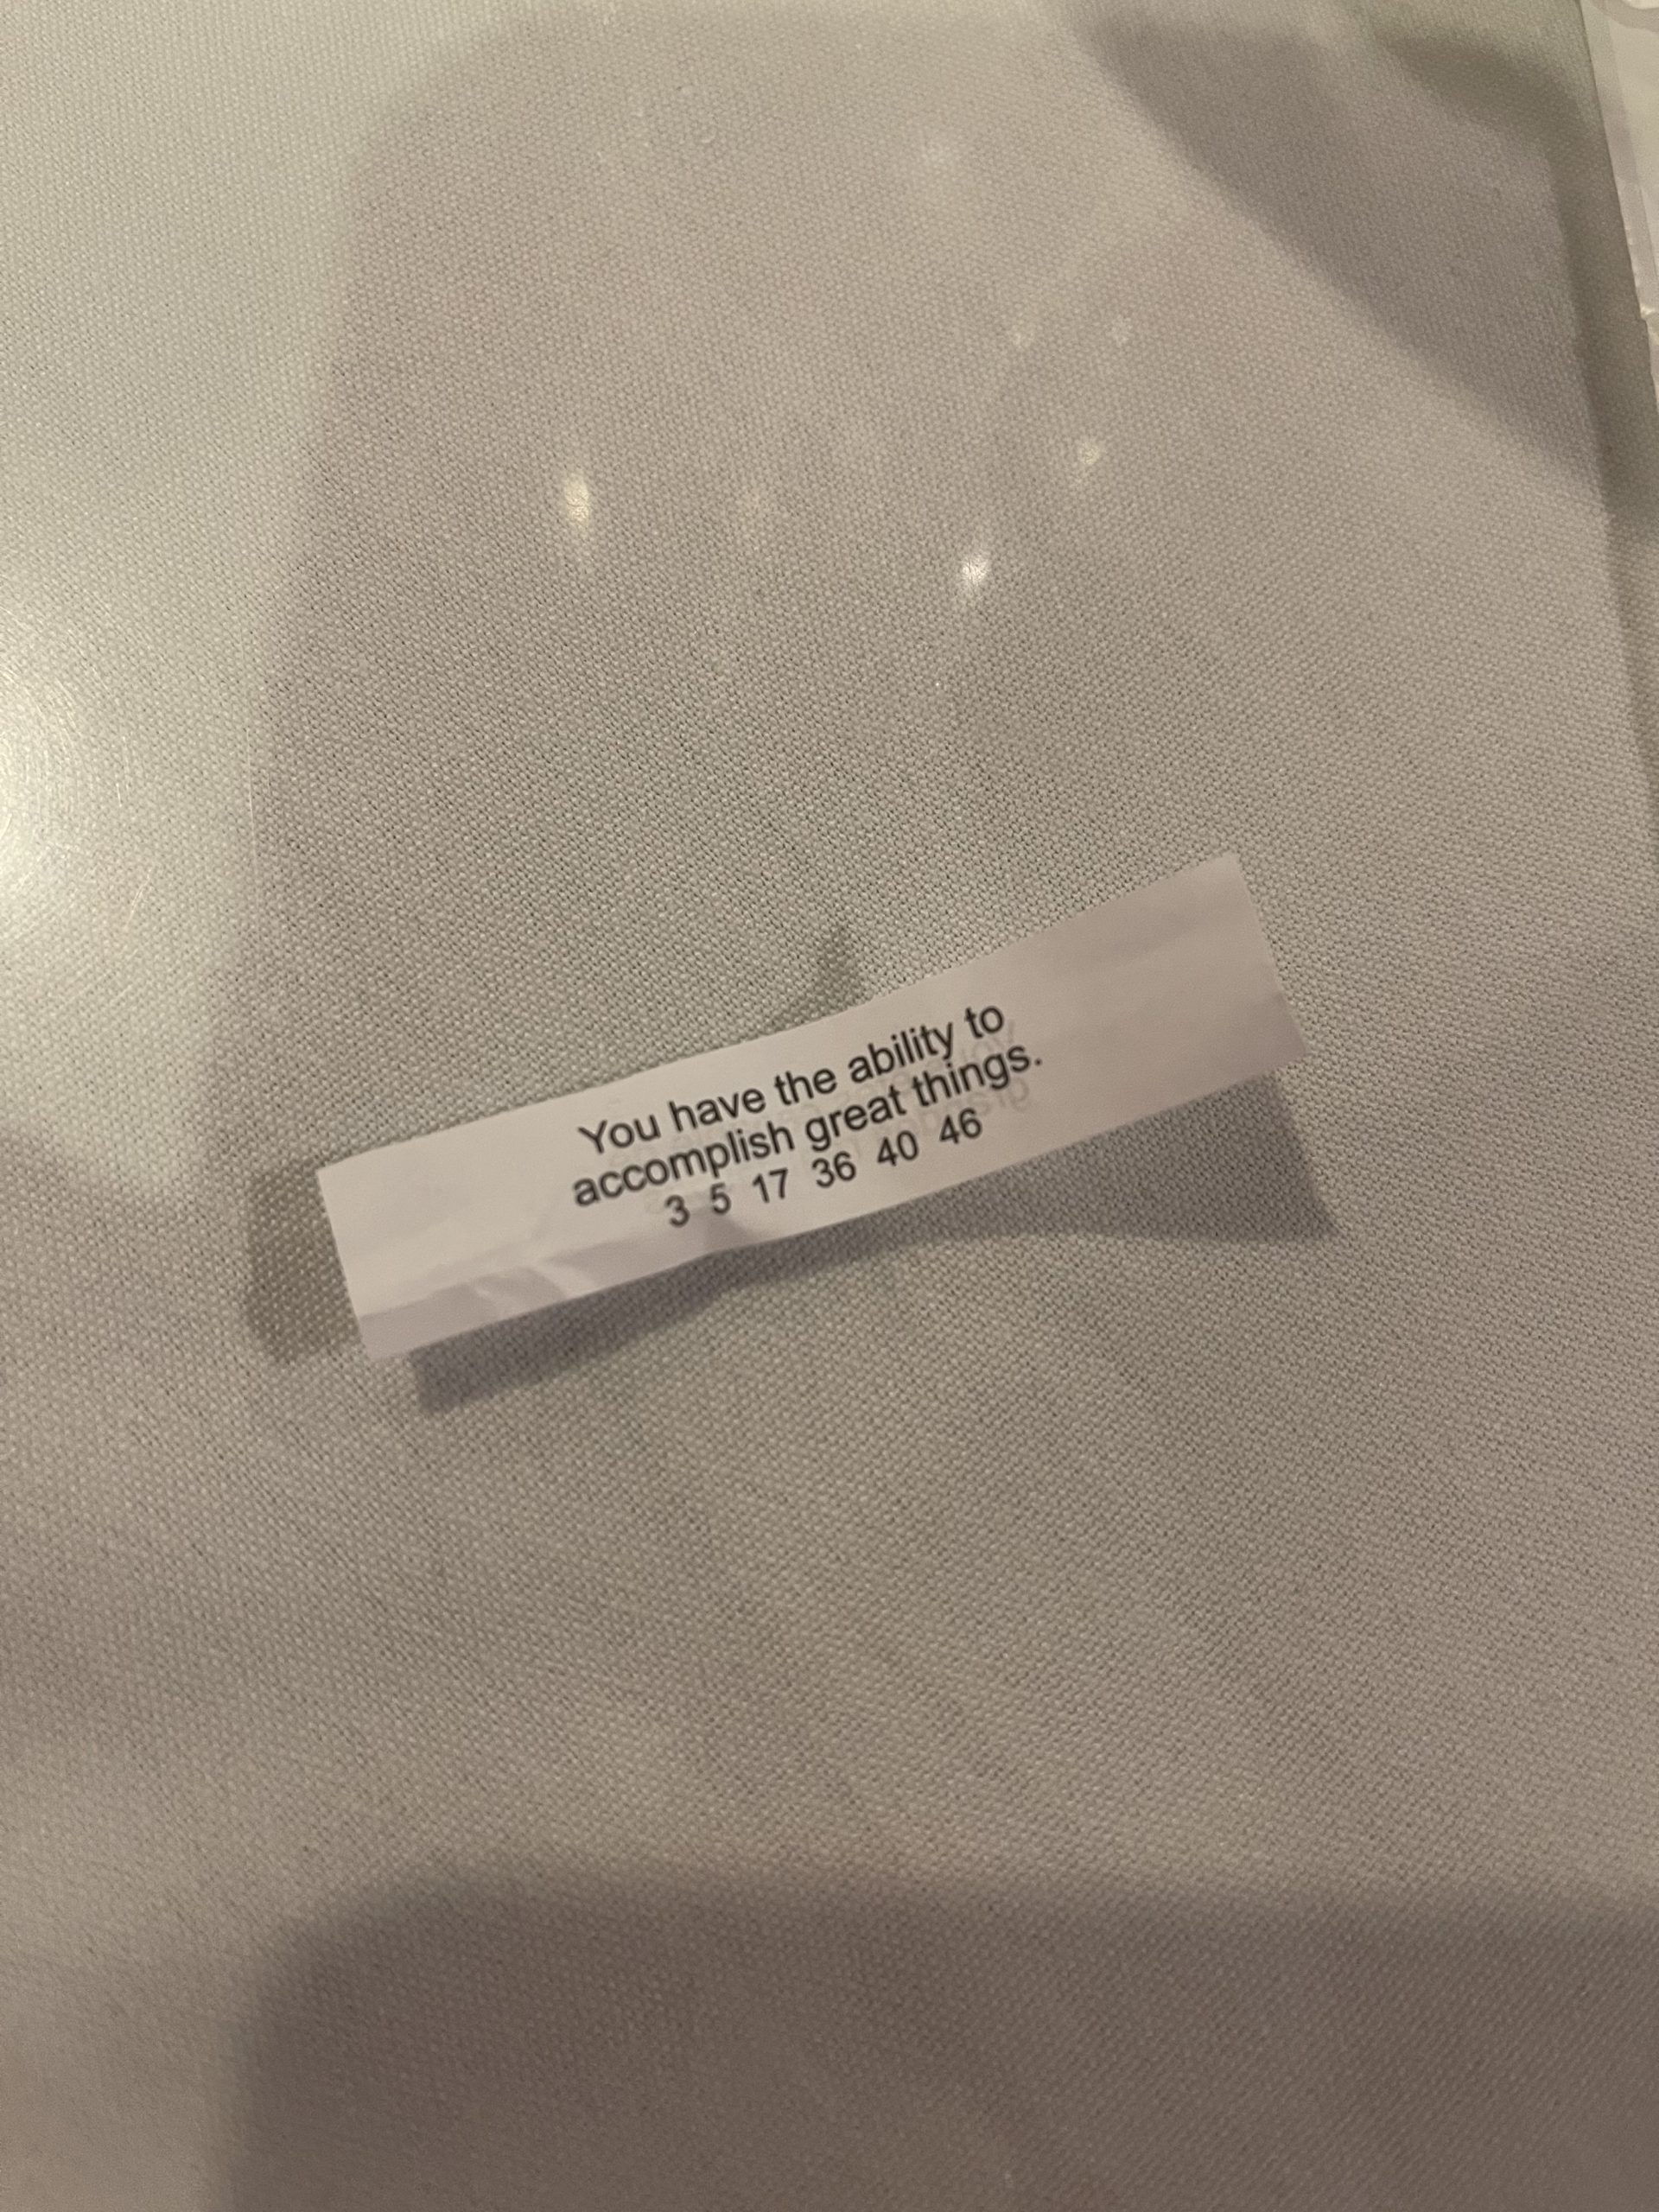 You have the ability to
accomplish great things.
3 5 17 36 40 46